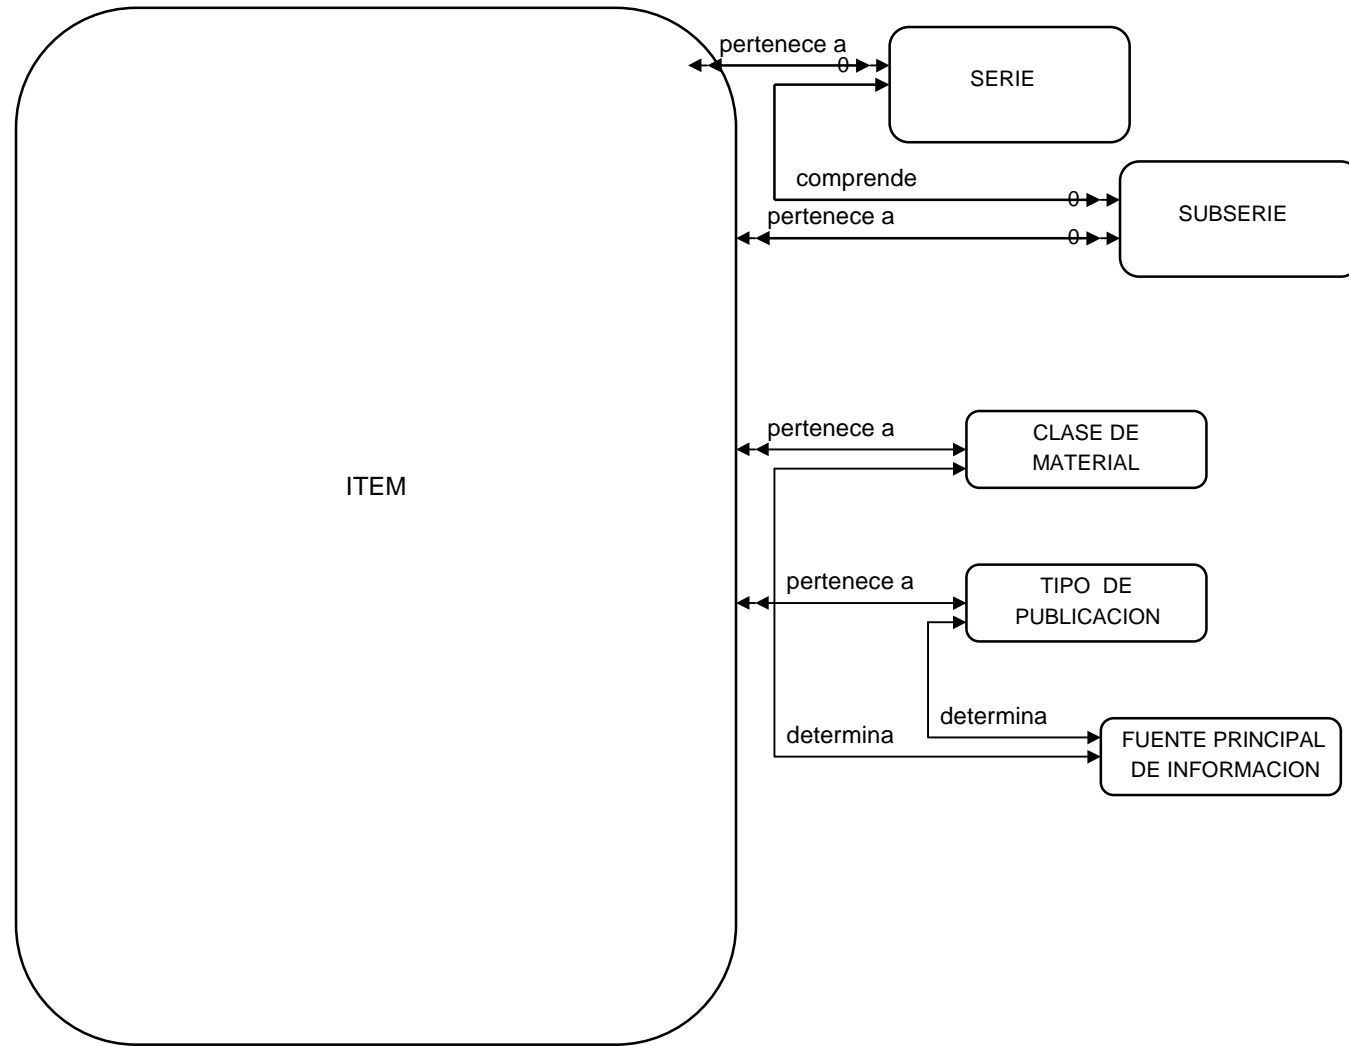 pertenece a
0
SERIE
comprende
0
SUBSERIE
pertenece a
0
pertenece a
CLASE DE
MATERIAL
ITEM
pertenece a
TIPO DE
PUBLICACION
determina
determina
FUENTE PRINCIPAL
DE INFORMACION